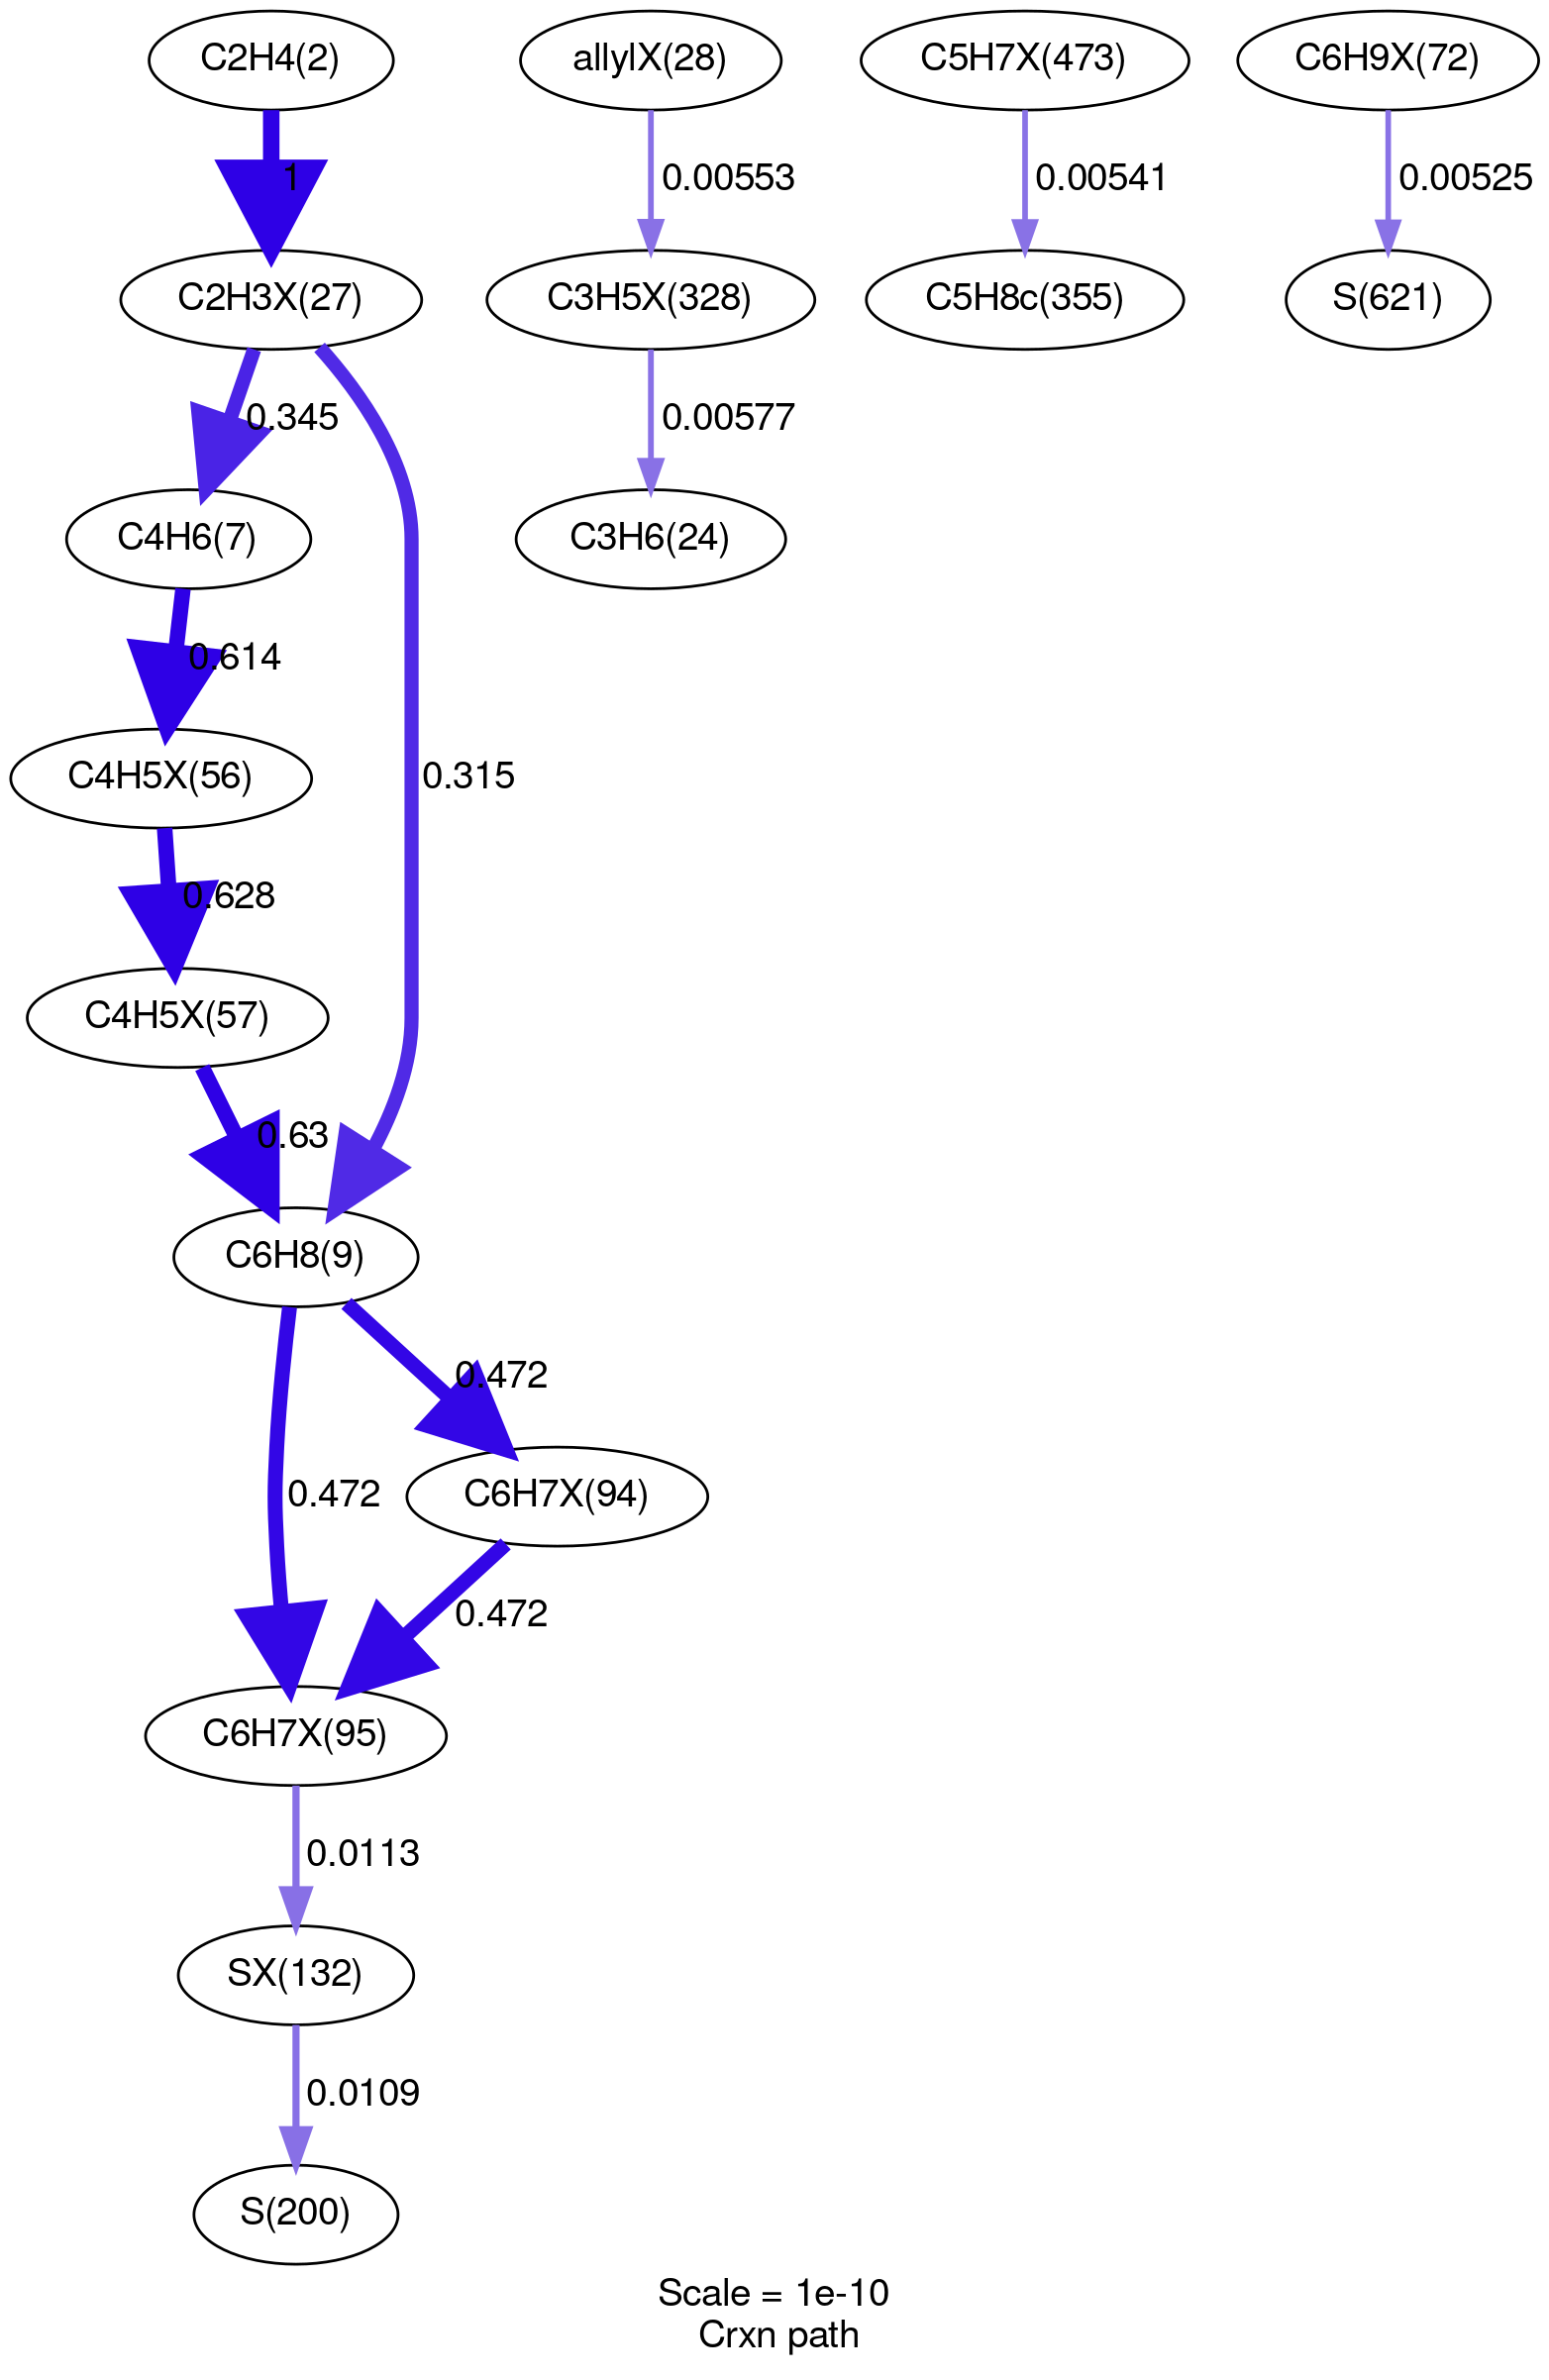 C2H4(2)
allylX(28)
C5H7X(473)
C6H9X(72)
1
0.00553
0.00541
0.00525
C2H3X(27)
C3H5X(328)
C5H8c(355)
S(621)
0.345
0.00577
C4H6(7)
C3H6(24)
0.614
C4H5X(56)
0.315
0.628
C4H5X(57)
0.63
C6H8(9)
0.472
0.472
C6H7X(94)
0.472
C6H7X(95)
0.0113
SX(132)
0.0109
S(200)
Scale = 1e-10
Crxn path